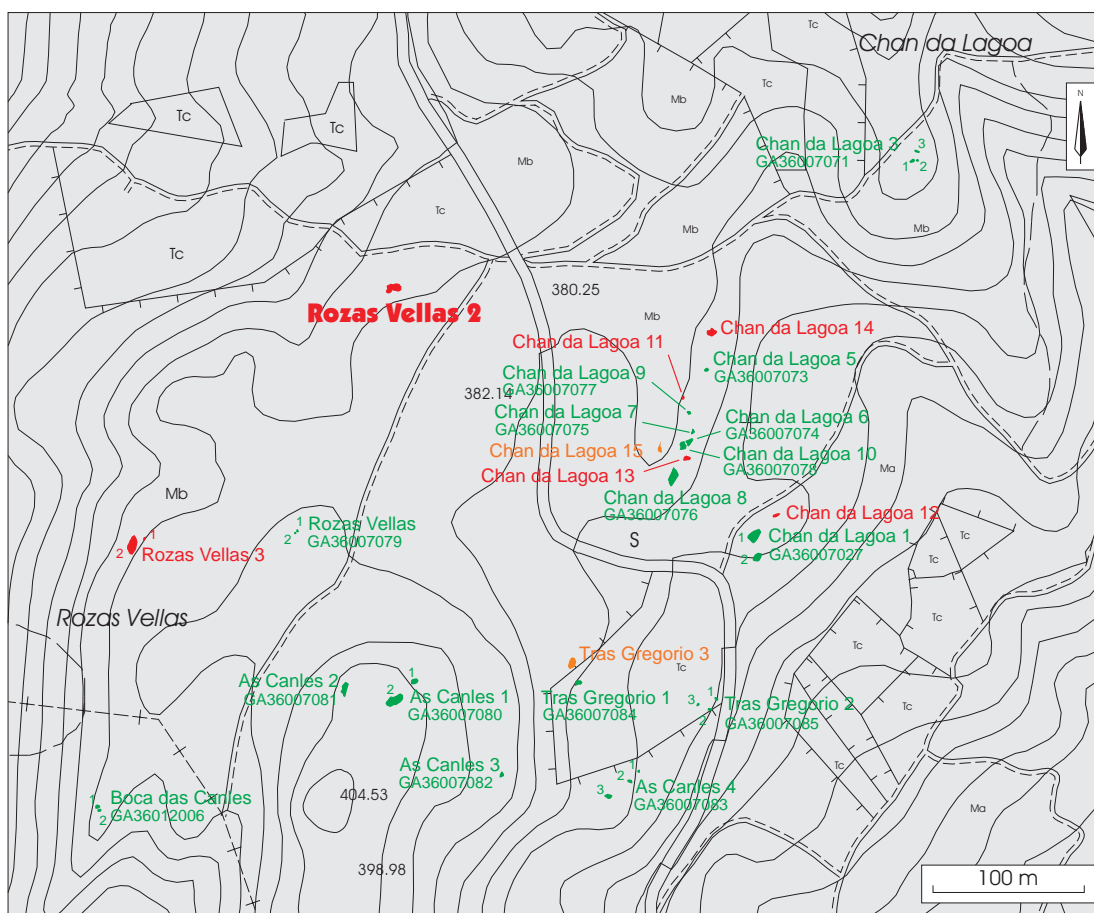 Chan da Lagoa
N
Tc
Tc
Tc
Mb
Mb
Tc
Mb
Tc
Chan da Lagoa 3
GA36007071
3
1
2
Mb
Mb
Rozas Vellas 2
380.25
Mb
Chan da Lagoa 14
Chan da Lagoa 11
Chan da Lagoa 5
GA36007073
Chan da Lagoa 9
GA36007077
382.14
Chan da Lagoa 7
GA36007075
Chan da Lagoa 6
GA36007074
Chan da Lagoa 15
Chan da Lagoa 10
GA36007078
Chan da Lagoa 13
Ma
Chan da Lagoa 8
GA36007076
Mb
Chan da Lagoa 12
1
2
Rozas Vellas 3
1
2
Rozas Vellas
GA36007079
S
1
2
Chan da Lagoa 1
GA36007027
Tc
Tc
Tc
Rozas Vellas
Tc
Tc
Tras Gregorio 3
Tc
As Canles 2
GA36007081
1
2
As Canles 1
GA36007080
Tras Gregorio 1
GA36007084
3
1
2
Tras Gregorio 2
GA36007085
Tc
Tc
As Canles 3
GA36007082
1
2
3
As Canles 4
GA36007083
404.53
1
2
Boca das Canles
GA36012006
Ma
398.98
100 m